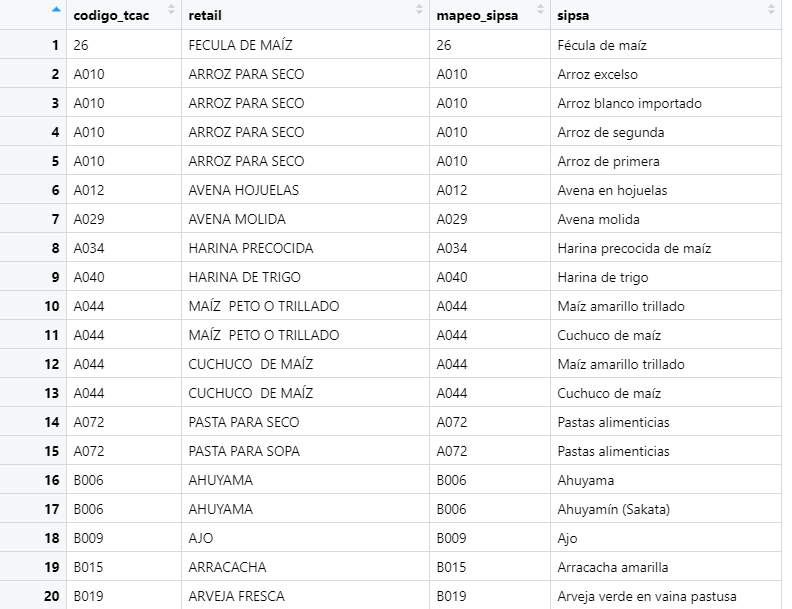 codigo_tcac retail mapeo_sipsa sipsa
1 26 FECULA DE MAÍZ 26 Fécula de maíz
2 A010 ARROZ PARA SECO A010 Arroz excelso
3 A010 ARROZ PARA SECO A010 Arroz blanco importado
4 A010 ARROZ PARA SECO A010 Arroz de segunda
5 A010 ARROZ PARA SECO A010 Arroz de primera
6 A012 AVENA HOJUELAS A012 Avena en hojuelas
7 A029 AVENA MOLIDA A029 Avena molida
8 A034 HARINA PRECOCIDA A034 Harina precocida de maíz
9 A040 HARINA DE TRIGO A040 Harina de trigo
10 A044 MAÍZ  PETO O TRILLADO A044 Maíz amarillo trillado
11 A044 MAÍZ  PETO O TRILLADO A044 Cuchuco de maíz
12 A044 CUCHUCO  DE MAÍZ A044 Maíz amarillo trillado
13 A044 CUCHUCO  DE MAÍZ A044 Cuchuco de maíz
14 A072 PASTA PARA SECO A072 Pastas alimenticias
15 A072 PASTA PARA SOPA A072 Pastas alimenticias
16 B006 AHUYAMA B006 Ahuyama
17 B006 AHUYAMA B006 Ahuyamín (Sakata)
18 B009 AJO B009 Ajo
19 B015 ARRACACHA B015 Arracacha amarilla
20 B019 ARVEJA FRESCA B019 Arveja verde en vaina pastusa